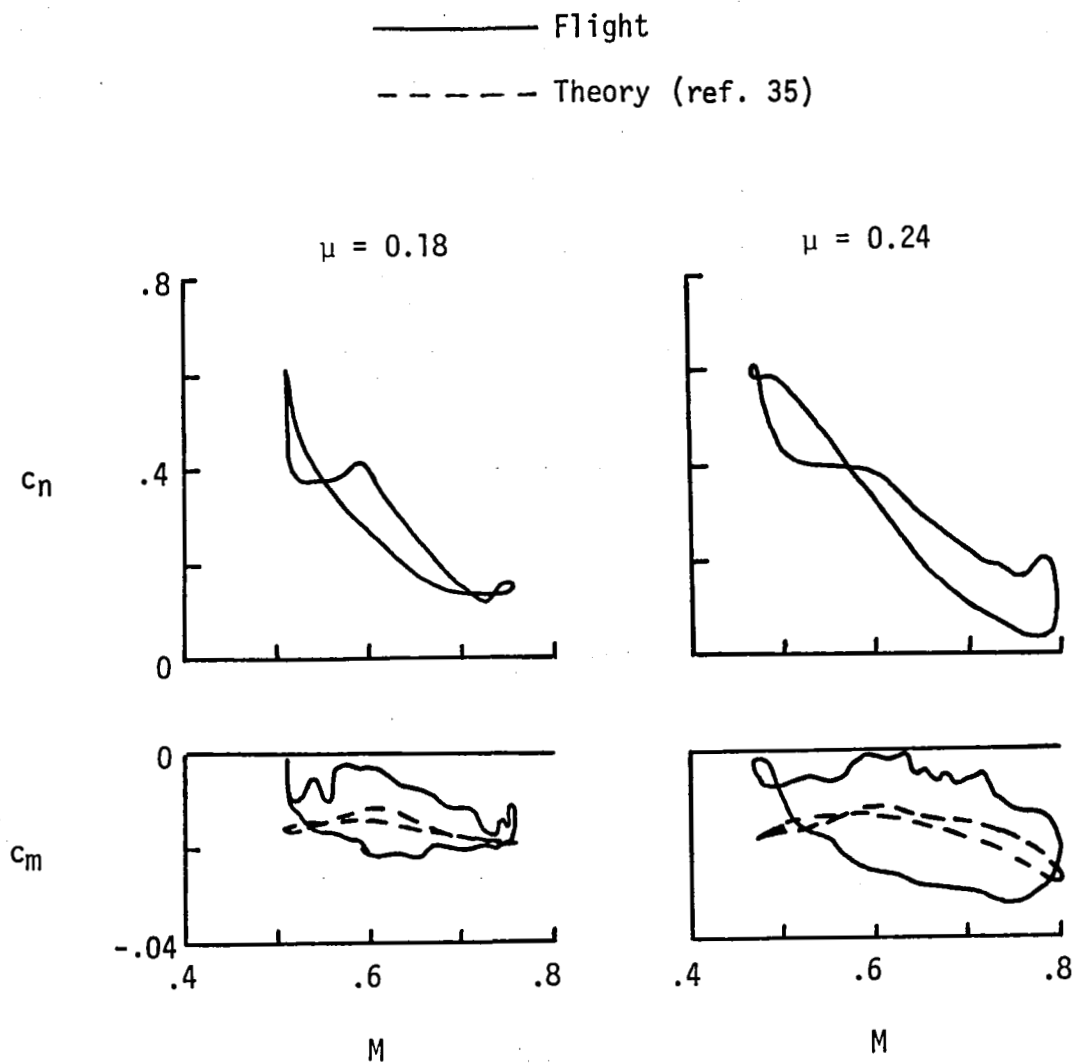 Flight
Theory (ref. 35)
μ = 0.18
μ = 0.24
.8
.4
0
cn
0
-.04
cm
.4
.6
.8
.4
.6
.8
M
M